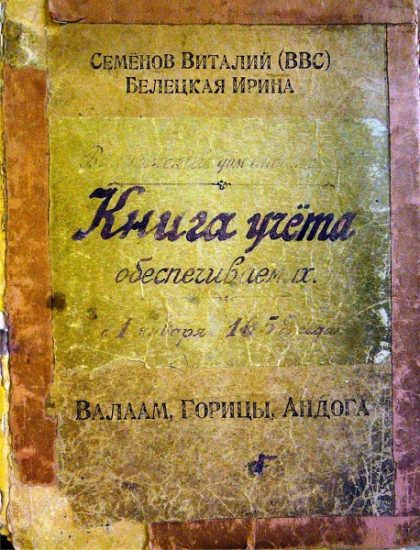 Семёнов Виталий (ВВС)
Белецкая Ирина
Книга учёта
обеспечиваемых.
с 1 января
Валаам, Горицы, Андога